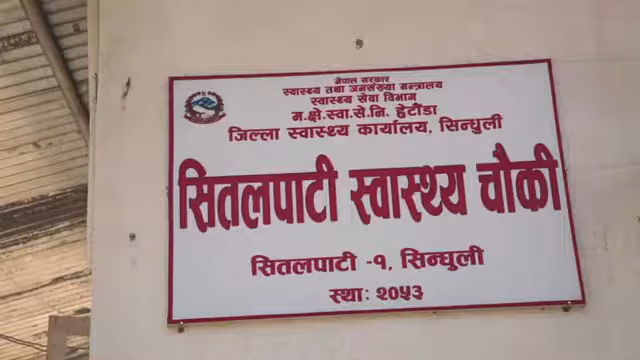 नेपाल सरकार
स्वास्थ्य तथा जनसंख्या मन्त्रालय
स्वास्थ्य सेवा विभाग
म.क्षे.स्वा.से.नि. हेटौंडा
जिल्ला स्वास्थ्य कार्यालय, सिन्धुली
सितलपाटी स्वास्थ्य चौकी
सितलपाटी -१, सिन्धुली
स्था: २०५३